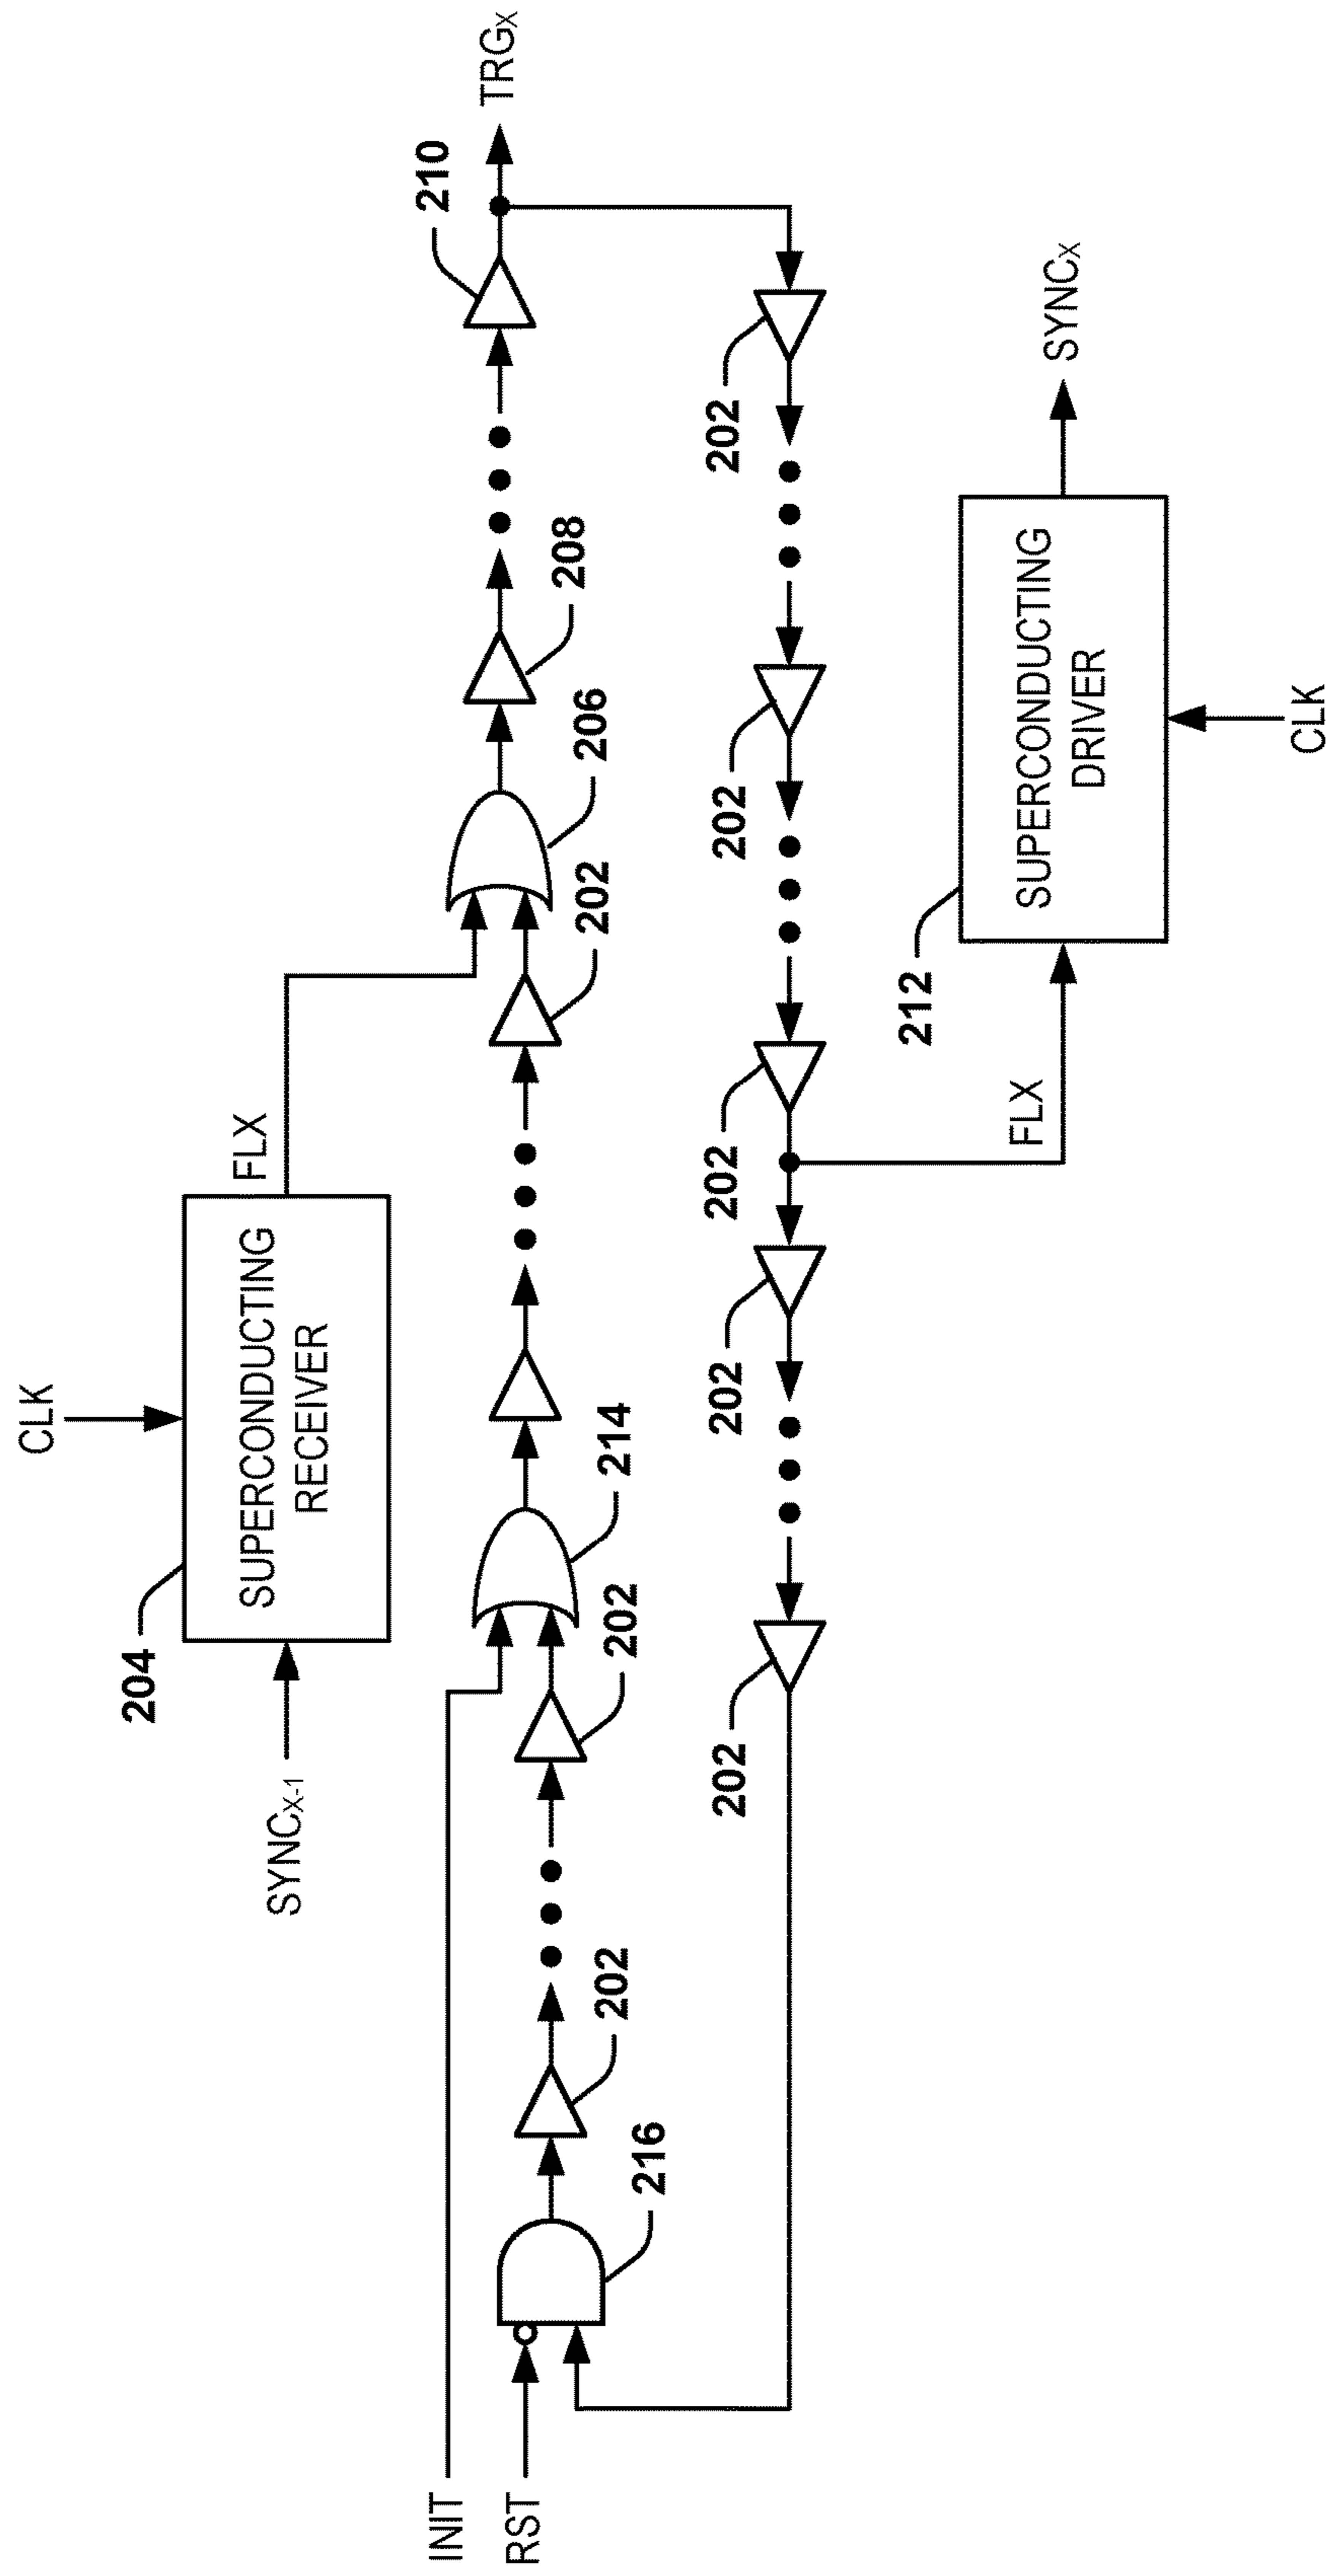 CLK
SYNCX-1
204
SUPERCONDUCTING
RECEIVER
FLX
INIT
RST
216
202
202
214
202
206
208
210
TRGX
202
202
202
202
202
FLX
212
SUPERCONDUCTING
DRIVER
SYNCX
CLK